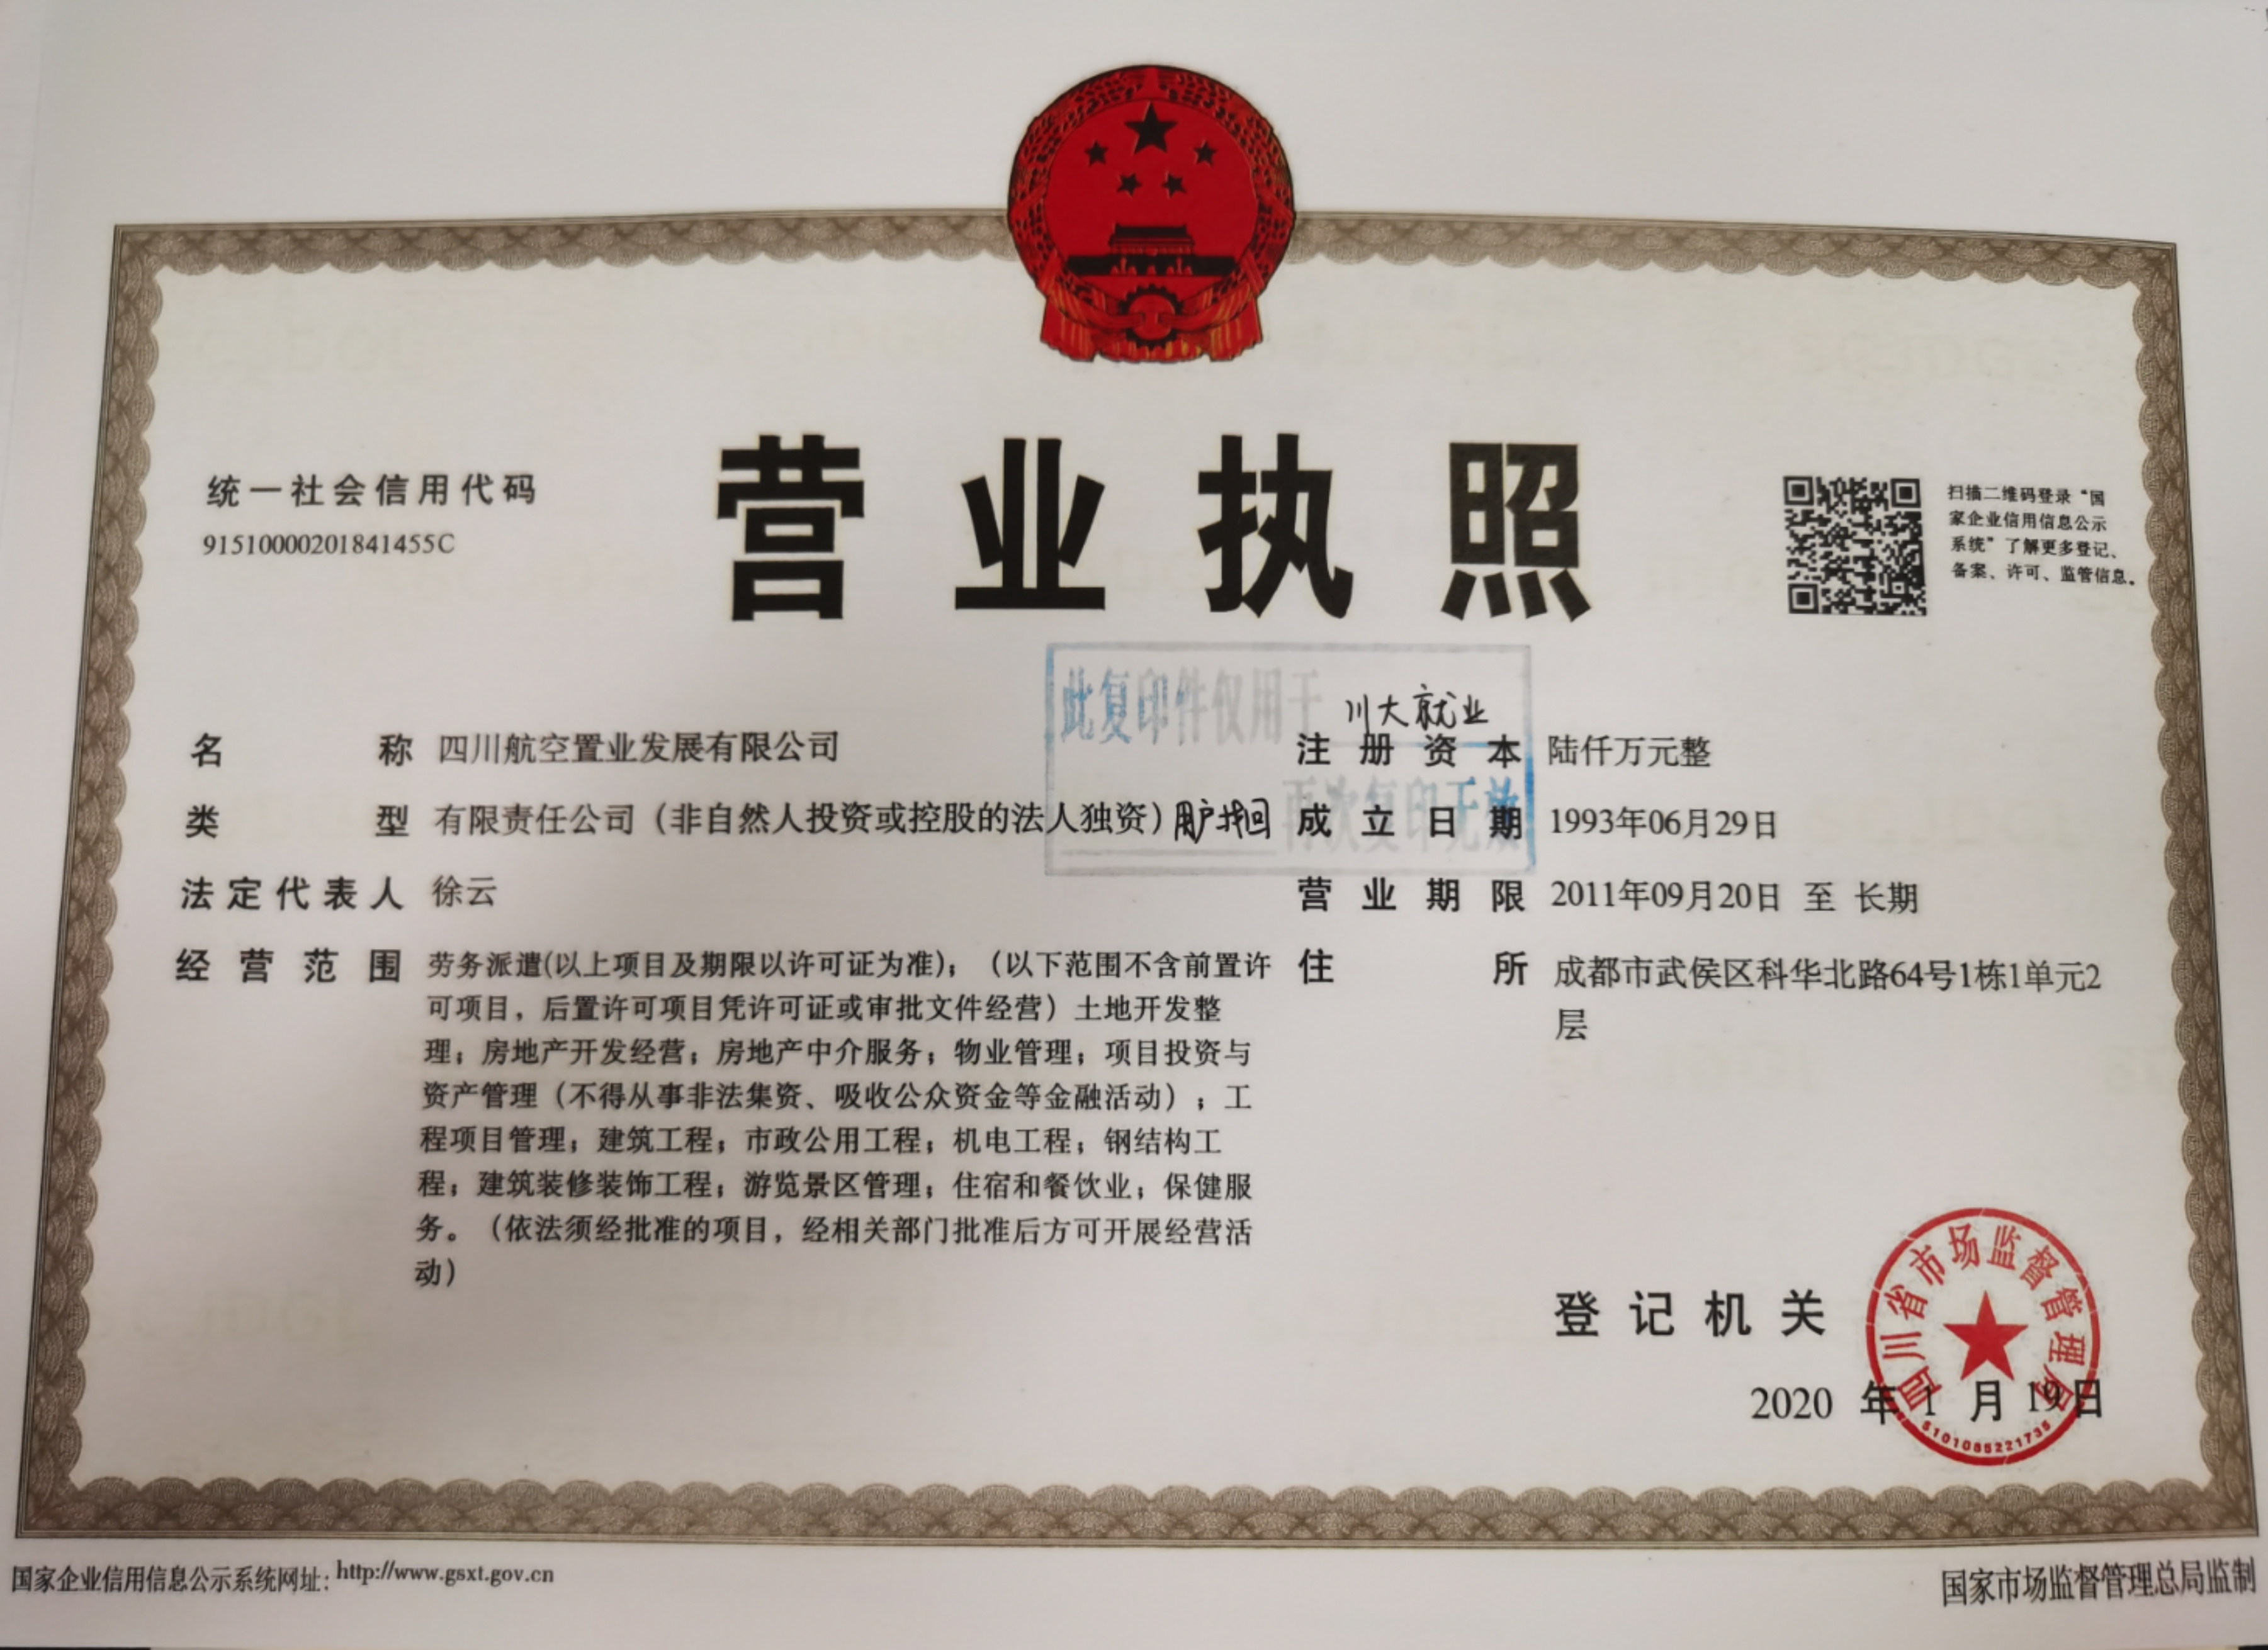 营业执照
统一社会信用代码
91510000201841455C
扫描二维码登录“国
家企业信用信息公示
系统”了解更多登记、
备案、许可、监管信息。
此复印件仅用于 川大就业
用户找回 再次复印无效
名称 四川航空置业发展有限公司
类型 有限责任公司（非自然人投资或控股的法人独资）
法定代表人 徐云
经营范围 劳务派遣(以上项目及期限以许可证为准)；（以下范围不含前置许
可项目，后置许可项目凭许可证或审批文件经营）土地开发整
理；房地产开发经营；房地产中介服务；物业管理；项目投资与
资产管理（不得从事非法集资、吸收公众资金等金融活动）；工
程项目管理；建筑工程；市政公用工程；机电工程；钢结构工
程；建筑装修装饰工程；游览景区管理；住宿和餐饮业；保健服
务。（依法须经批准的项目，经相关部门批准后方可开展经营活
动）
注册资本 陆仟万元整
成立日期 1993年06月29日
营业期限 2011年09月20日 至 长期
住所 成都市武侯区科华北路64号1栋1单元2
层
登记机关
四川省市场监督管理局
5101085221735
2020 年 1 月 19日
国家企业信用信息公示系统网址：http://www.gsxt.gov.cn
国家市场监督管理总局监制